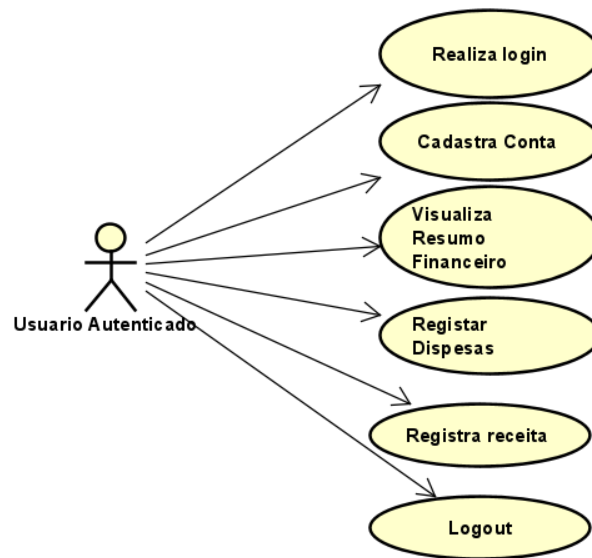 Realiza login
Cadastra Conta
Visualiza
Resumo
Financeiro
Usuario Autenticado
Registar
Dispesas
Registra receita
Logout